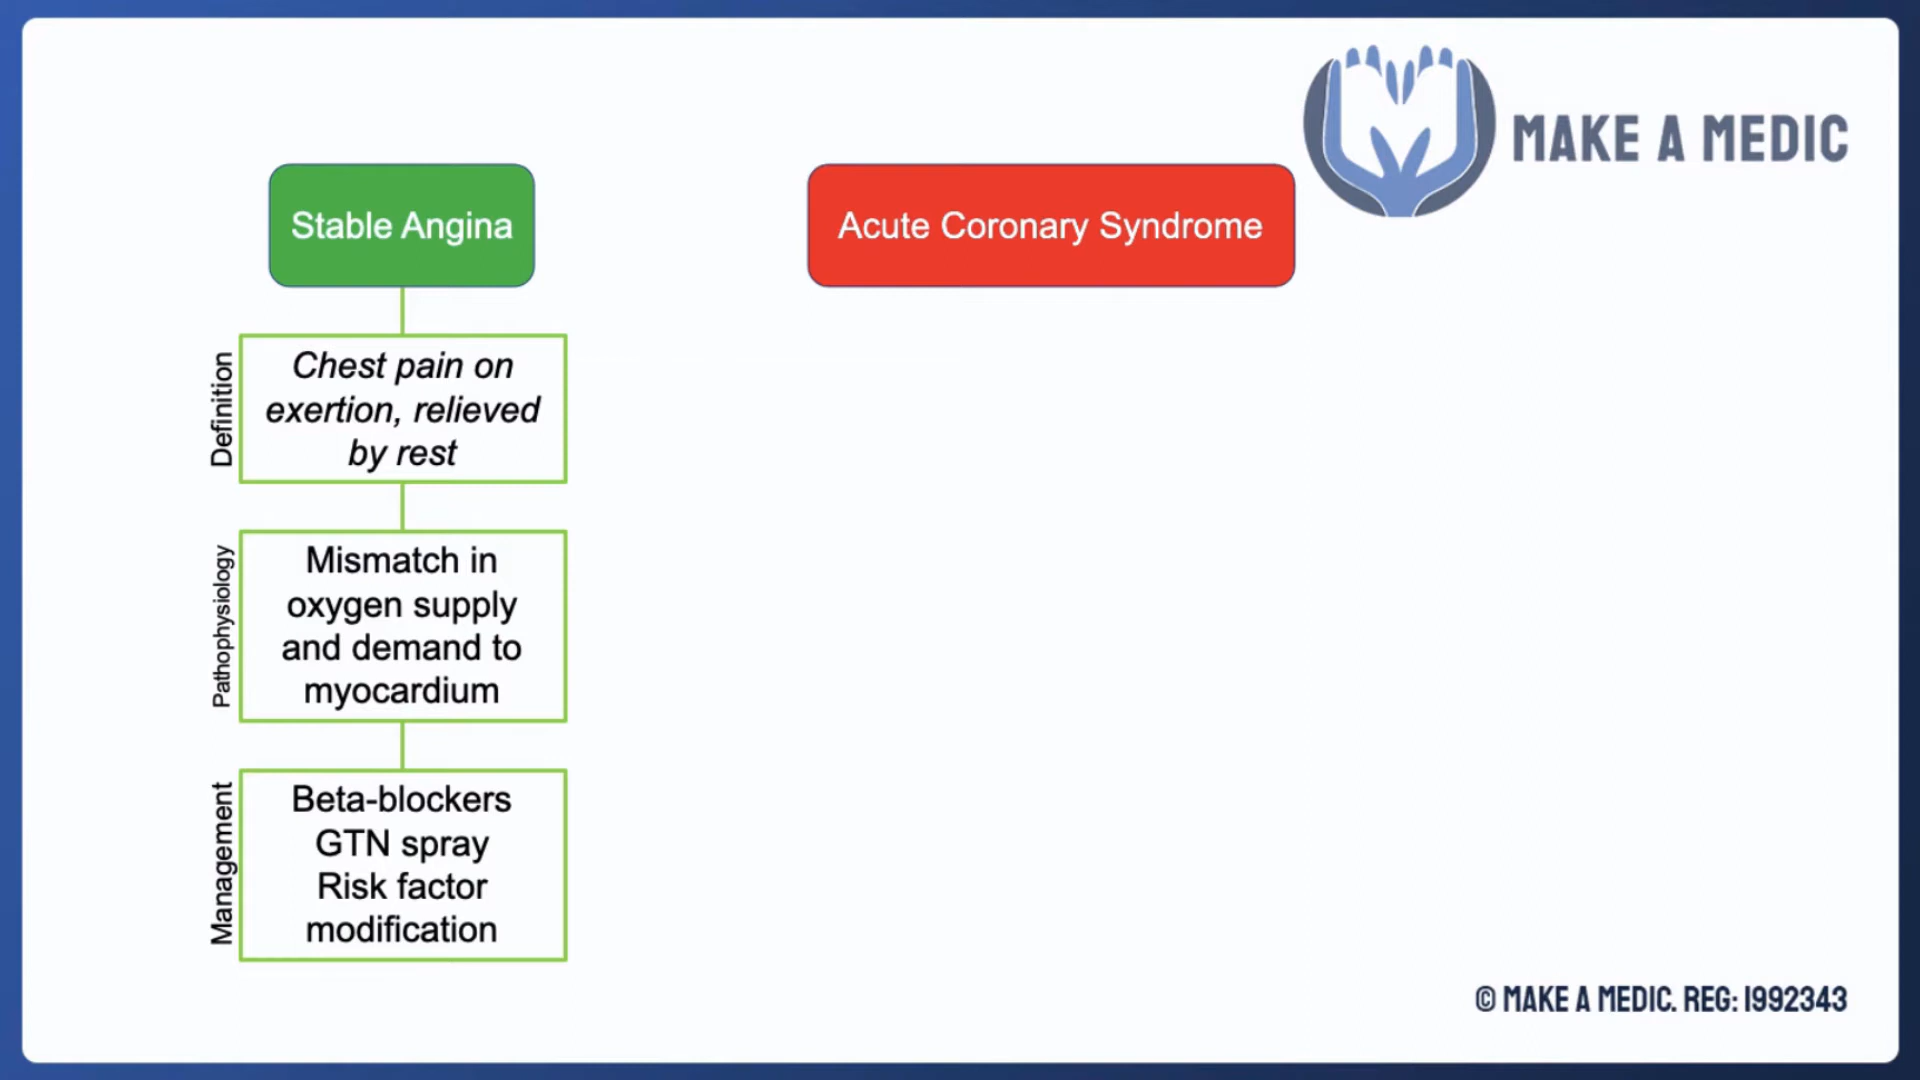 MAKE A MEDIC
Stable Angina
Acute Coronary Syndrome
Definition
Chest pain on
exertion, relieved
by rest
Pathophysiology
Mismatch in
oxygen supply
and demand to
myocardium
Management
Beta-blockers
GTN spray
Risk factor
modification
© MAKE A MEDIC. REG: 1992343